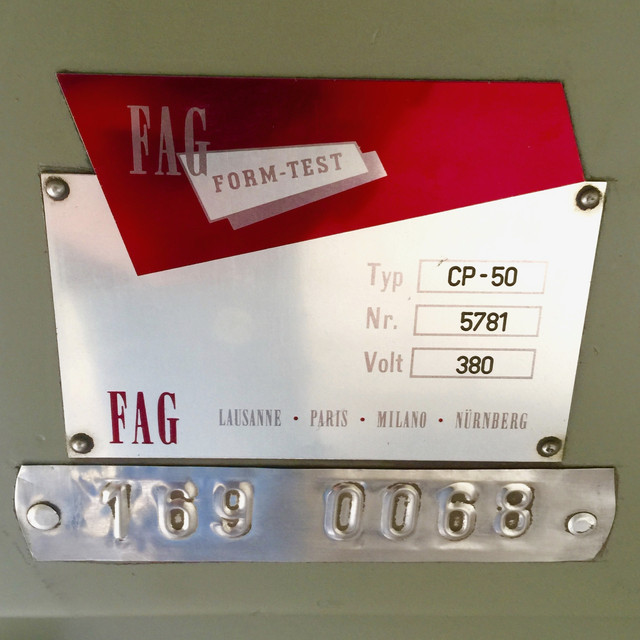 FAG
FORM-TEST
Typ CP-50
Nr. 5781
Volt 380
FAG LAUSANNE • PARIS • MILANO • NÜRNBERG
169 0068